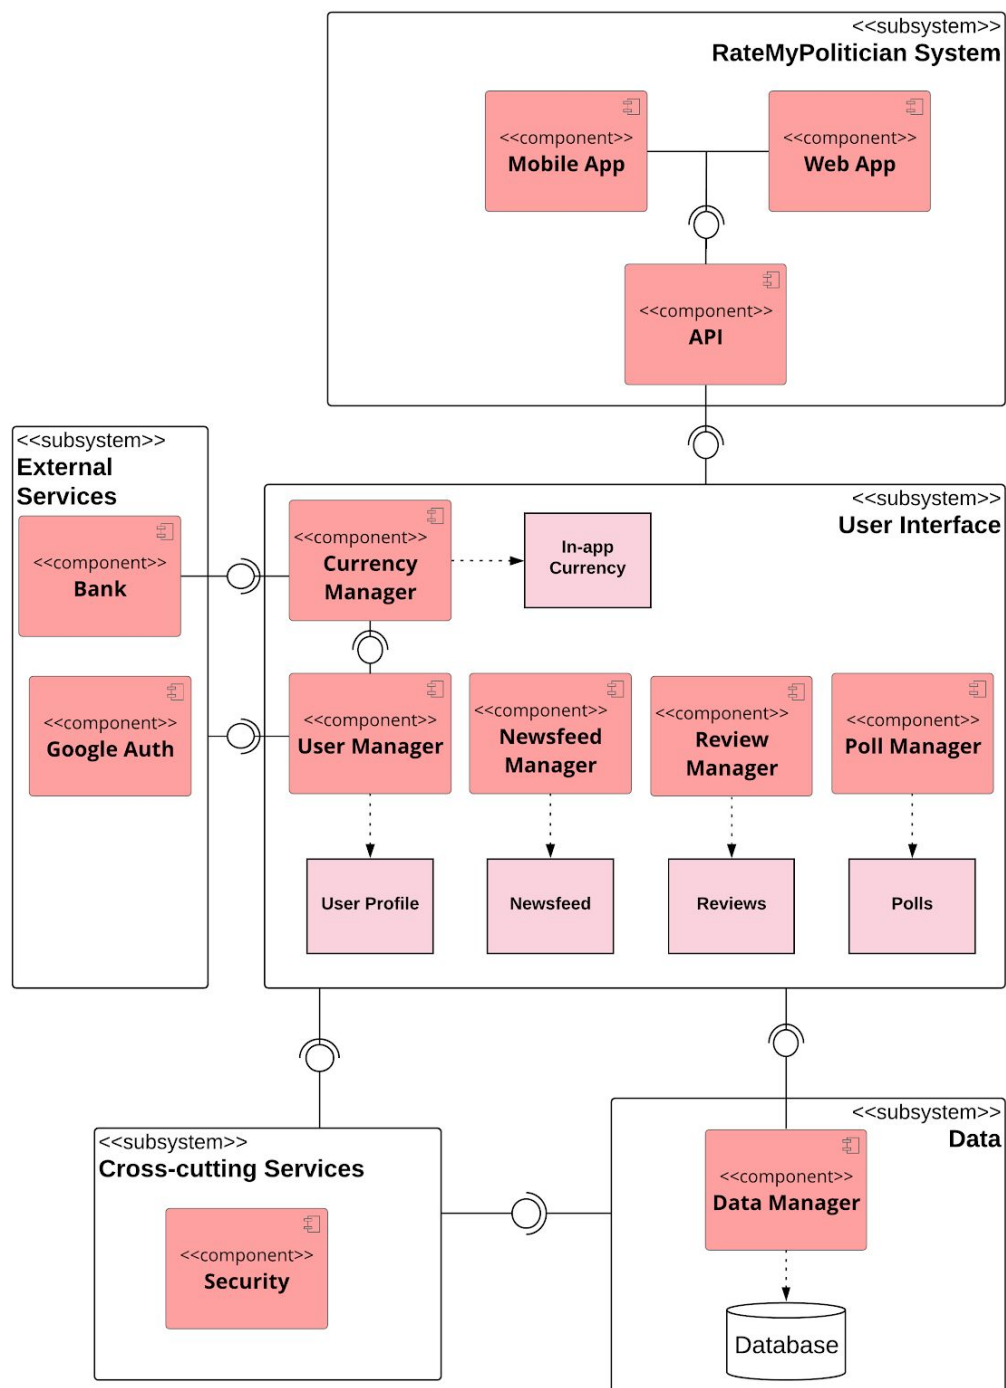 <<subsystem>>
RateMyPolitician System
<<component>>
Mobile App
<<component>>
Web App
<<component>>
API
<<subsystem>>
External
Services
<<component>>
Bank
<<component>>
Google Auth
<<subsystem>>
User Interface
<<component>>
Currency
Manager
In-app
Currency
<<component>>
User Manager
<<component>>
Newsfeed
Manager
<<component>>
Review
Manager
<<component>>
Poll Manager
User Profile
Newsfeed
Reviews
Polls
<<subsystem>>
Cross-cutting Services
<<component>>
Security
<<subsystem>>
Data
<<component>>
Data Manager
Database